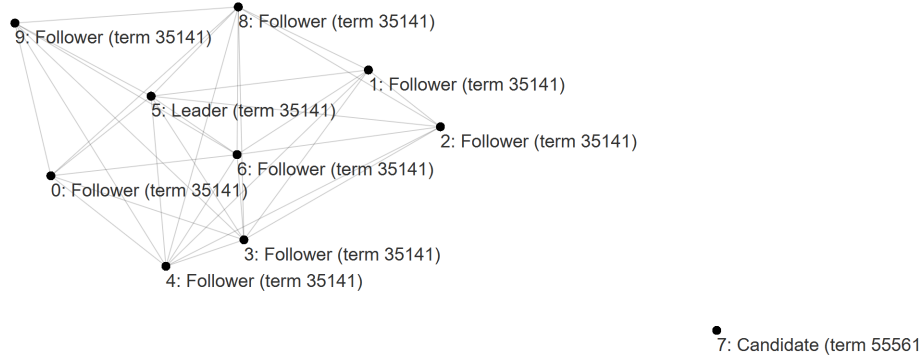 8: Follower (term 35141)
9: Follower (term 35141)
1: Follower (term 35141)
5: Leader (term 35141)
2: Follower (term 35141)
6: Follower (term 35141)
0: Follower (term 35141)
3: Follower (term 35141)
4: Follower (term 35141)
7: Candidate (term 55561